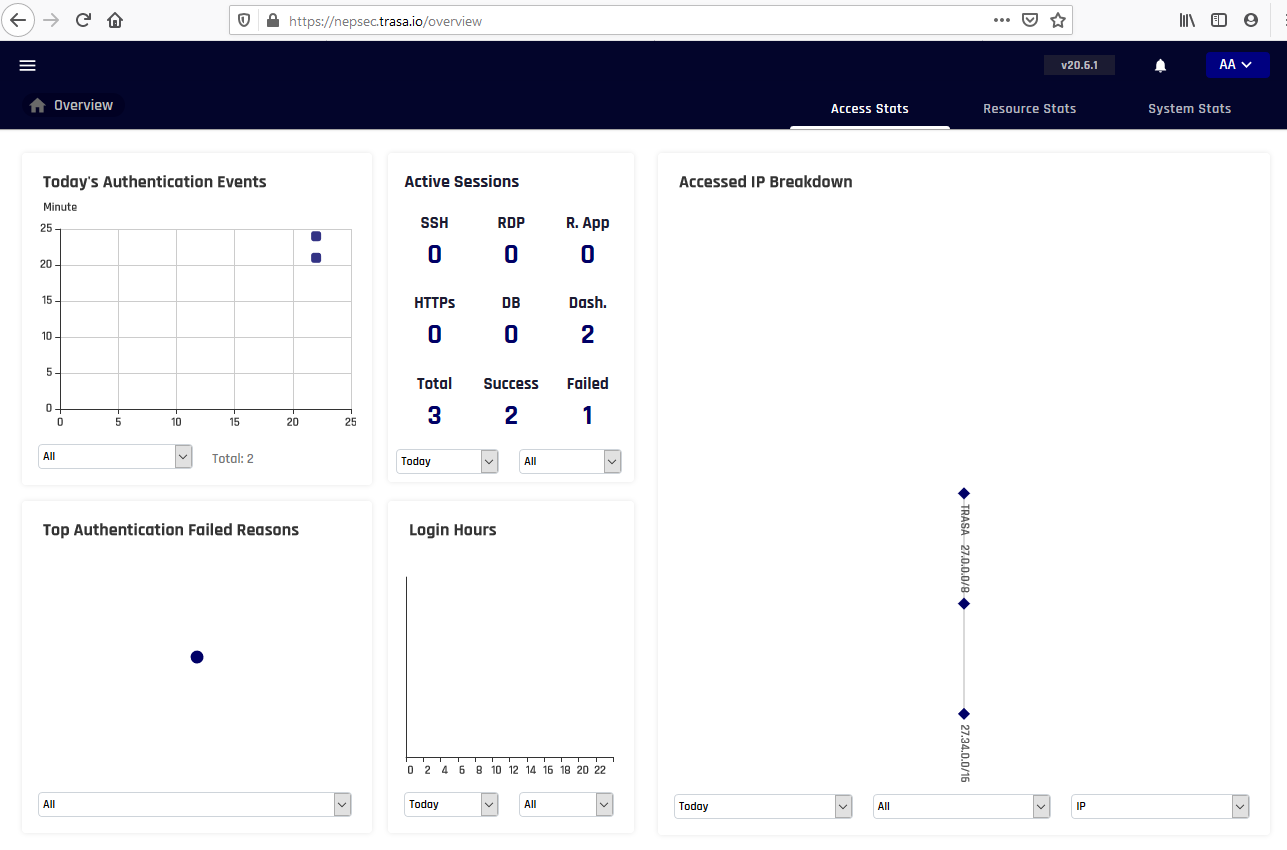 https://nepsec.trasa.io/overview
v20.6.1
AA
Overview
Access Stats
Resource Stats
System Stats
Today's Authentication Events
Minute
25
20
15
10
5
0
0 5 10 15 20 25
All
Total: 2
Active Sessions
SSH RDP R. App
0 0 0
HTTPs DB Dash.
0 0 2
Total Success Failed
3 2 1
Today
All
Accessed IP Breakdown
TRASA
27.0.0.0/8
27.34.0.0/16
Today
All
IP
Top Authentication Failed Reasons
All
Login Hours
0 2 4 6 8 10 12 14 16 18 20 22
Today
All